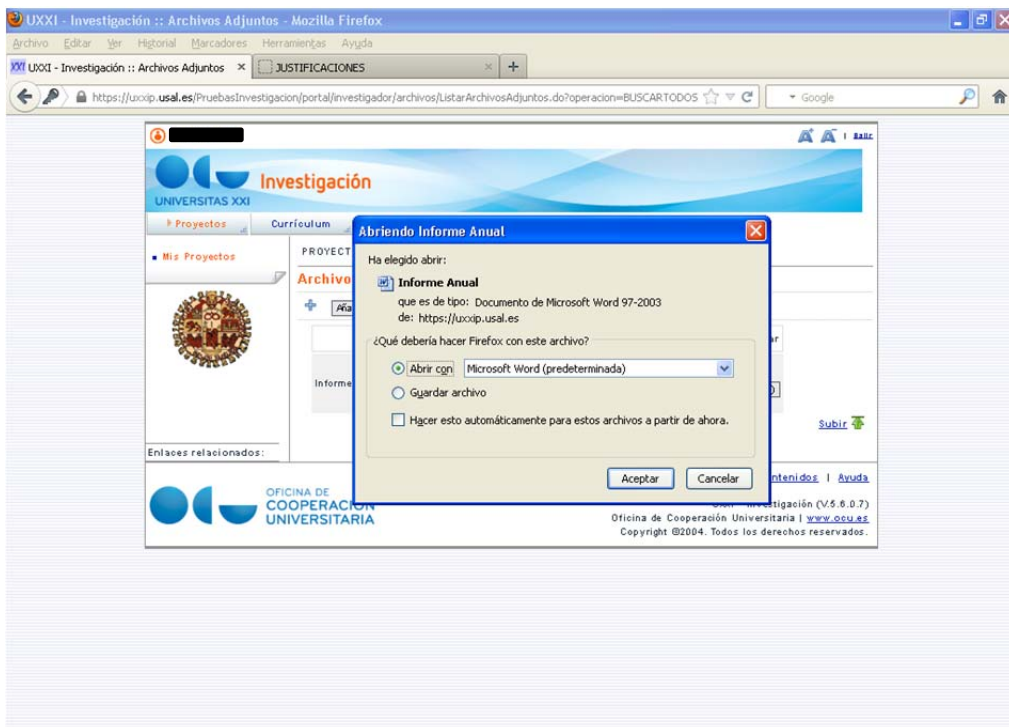 UXXI - Investigación :: Archivos Adjuntos - Mozilla Firefox
Archivo Editar Ver Historial Marcadores Herramientas Ayuda
XXI UXXI - Investigación :: Archivos Adjuntos × JUSTIFICACIONES × +
https://uxxip.usal.es/PruebasInvestigacion/portal/investigador/archivos/ListarArchivosAdjuntos.do?operacion=BUSCARTODOS Google
A+ A- | Salir
UNIVERSITAS XXI Investigación
Proyectos Currículum
Mis Proyectos
PROYECT
Archivo
Aña
Informe
Enlaces relacionados:
Abriendo Informe Anual
Ha elegido abrir:
Informe Anual
que es de tipo: Documento de Microsoft Word 97-2003
de: https://uxxip.usal.es
¿Qué debería hacer Firefox con este archivo?
Abrir con Microsoft Word (predeterminada)
Guardar archivo
Hacer esto automáticamente para estos archivos a partir de ahora.
Aceptar Cancelar
Subir
ntenidos | Ayuda
OFICINA DE
COOPERACIÓN
UNIVERSITARIA
stigación (V.5.6.0.7)
Oficina de Cooperación Universitaria | www.ocu.es
Copyright @2004. Todos los derechos reservados.